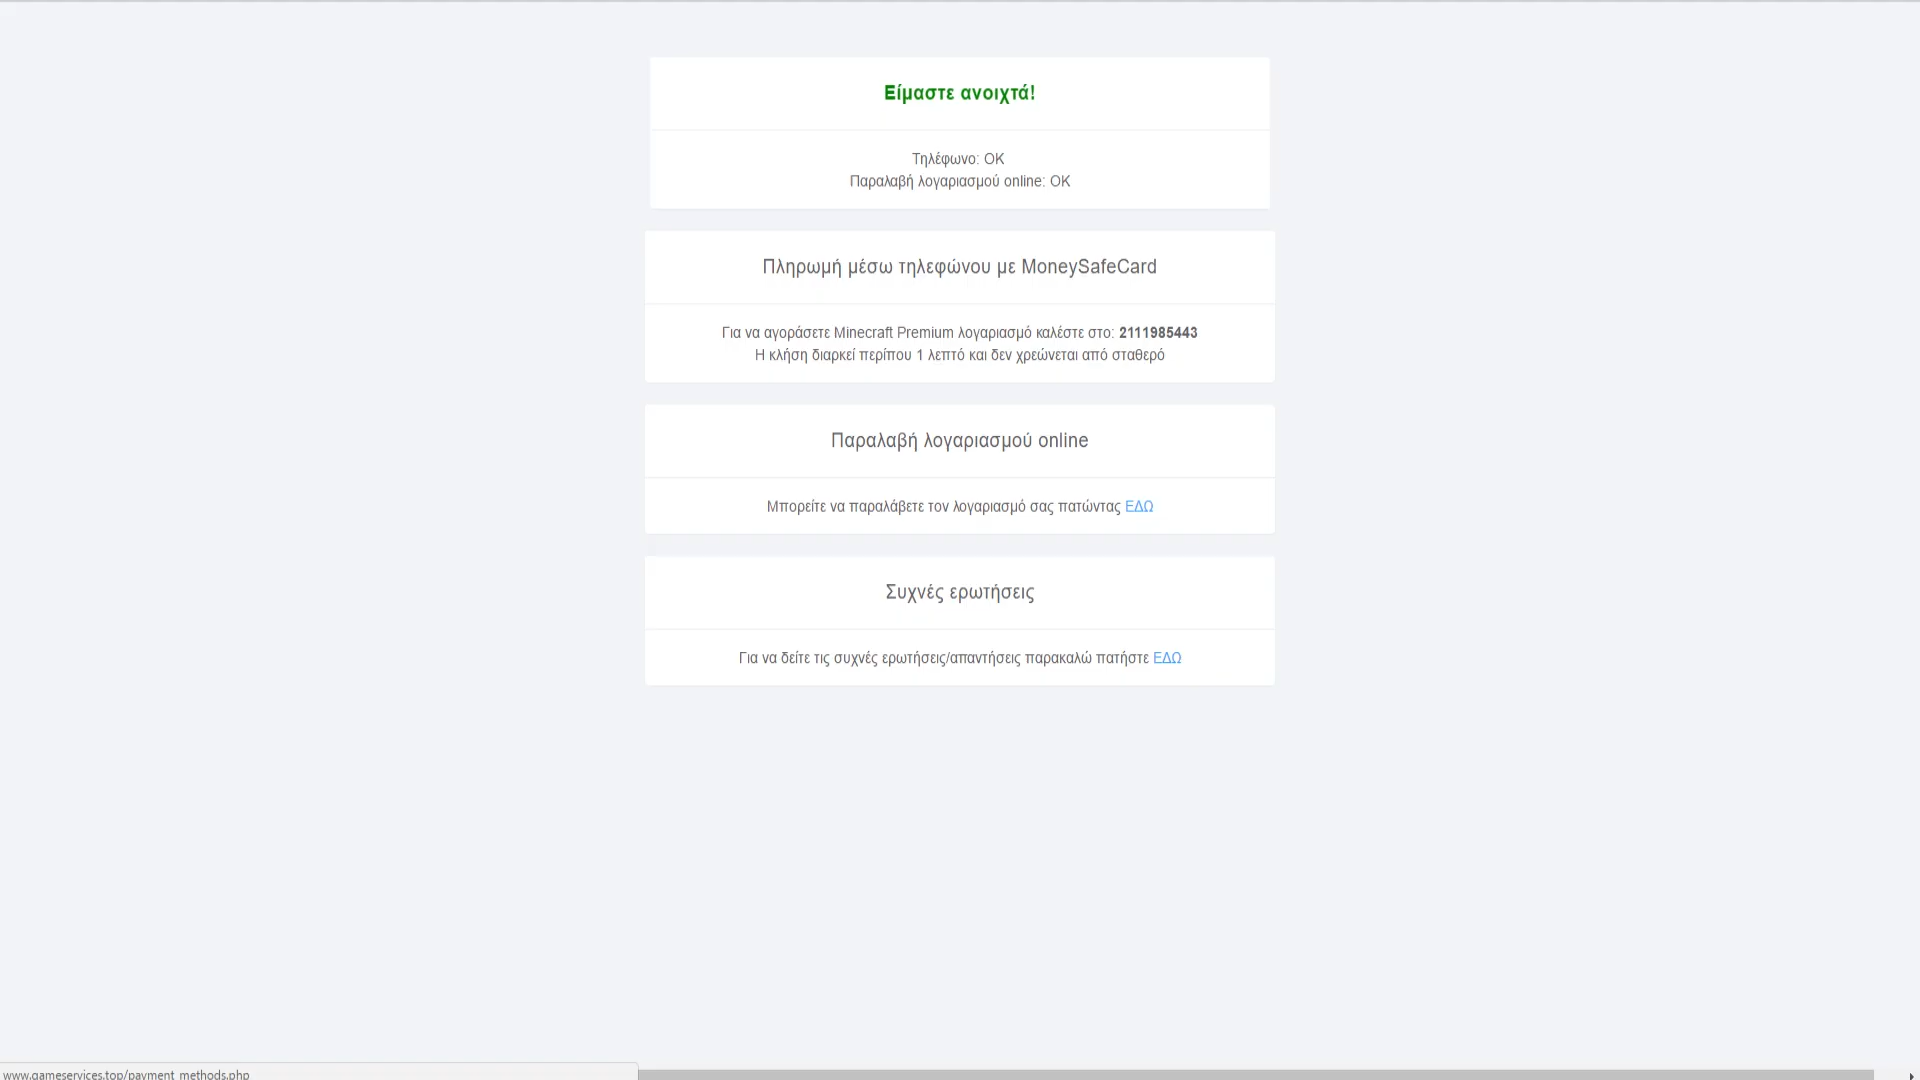 Είμαστε ανοιχτά!
Τηλέφωνο: OK
Παραλαβή λογαριασμού online: OK
Πληρωμή μέσω τηλεφώνου με MoneySafeCard
Για να αγοράσετε Minecraft Premium λογαριασμό καλέστε στο: 2111985443
Η κλήση διαρκεί περίπου 1 λεπτό και δεν χρεώνεται από σταθερό
Παραλαβή λογαριασμού online
Μπορείτε να παραλάβετε τον λογαριασμό σας πατώντας ΕΔΩ
Συχνές ερωτήσεις
Για να δείτε τις συχνές ερωτήσεις/απαντήσεις παρακαλώ πατήστε ΕΔΩ
www.gameservices.top/payment_methods.php